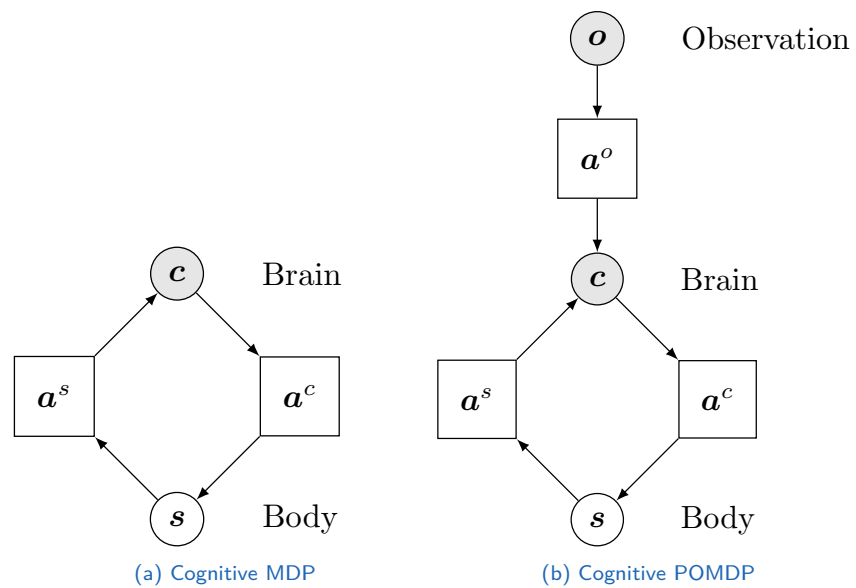 c Brain
a^s a^c
s Body
(a) Cognitive MDP
o Observation
a^o
c Brain
a^s a^c
s Body
(b) Cognitive POMDP